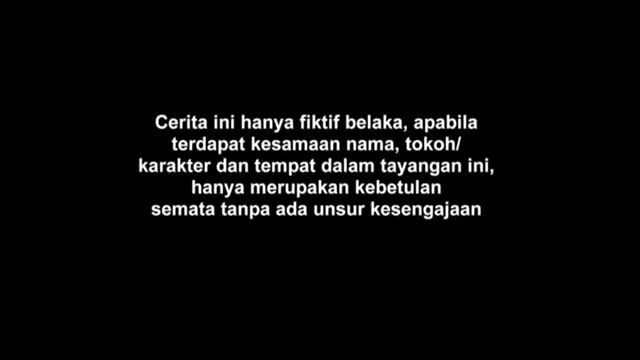 Cerita ini hanya fiktif belaka, apabila
terdapat kesamaan nama, tokoh/
karakter dan tempat dalam tayangan ini,
hanya merupakan kebetulan
semata tanpa ada unsur kesengajaan